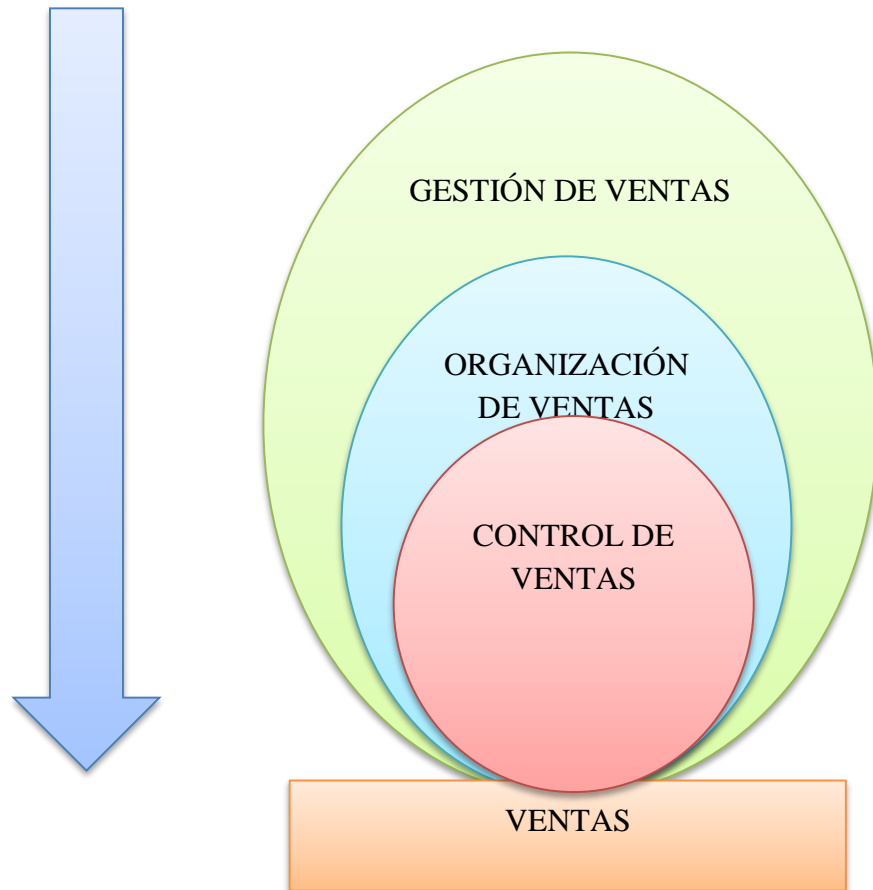 GESTIÓN DE VENTAS
ORGANIZACIÓN
DE VENTAS
CONTROL DE
VENTAS
VENTAS